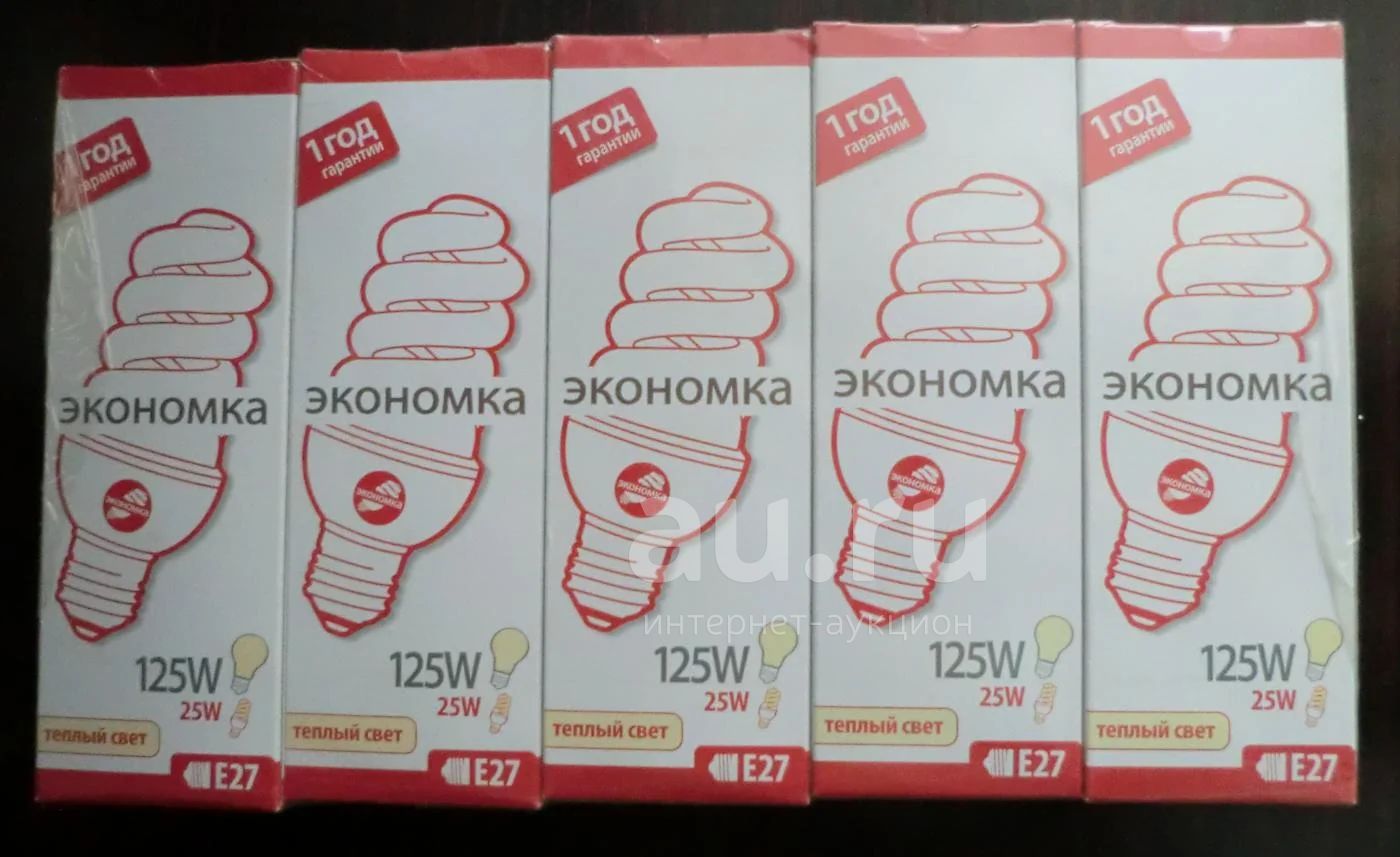 1 ГОД
гарантии
ЭКОНОМКА
ЭКОНОМКА
125W
25W
теплый свет
E27
1 ГОД
гарантии
ЭКОНОМКА
ЭКОНОМКА
125W
25W
теплый свет
E27
1 ГОД
гарантии
ЭКОНОМКА
ЭКОНОМКА
125W
25W
теплый свет
E27
1 ГОД
гарантии
ЭКОНОМКА
ЭКОНОМКА
125W
25W
теплый свет
E27
1 ГОД
гарантии
ЭКОНОМКА
ЭКОНОМКА
125W
25W
теплый свет
E27
au.ru
интернет-аукцион